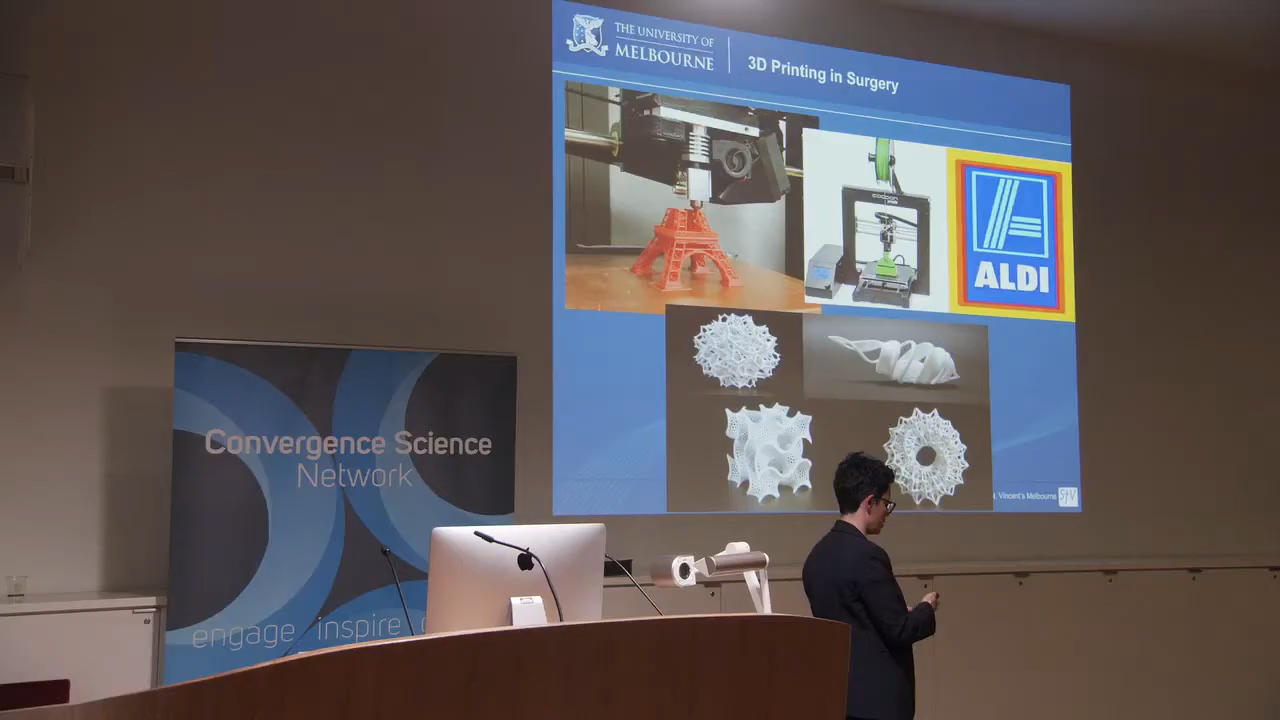 THE UNIVERSITY OF
MELBOURNE
3D Printing in Surgery
ALDI
Convergence Science
Network
engage inspire
Vincent's Melbourne